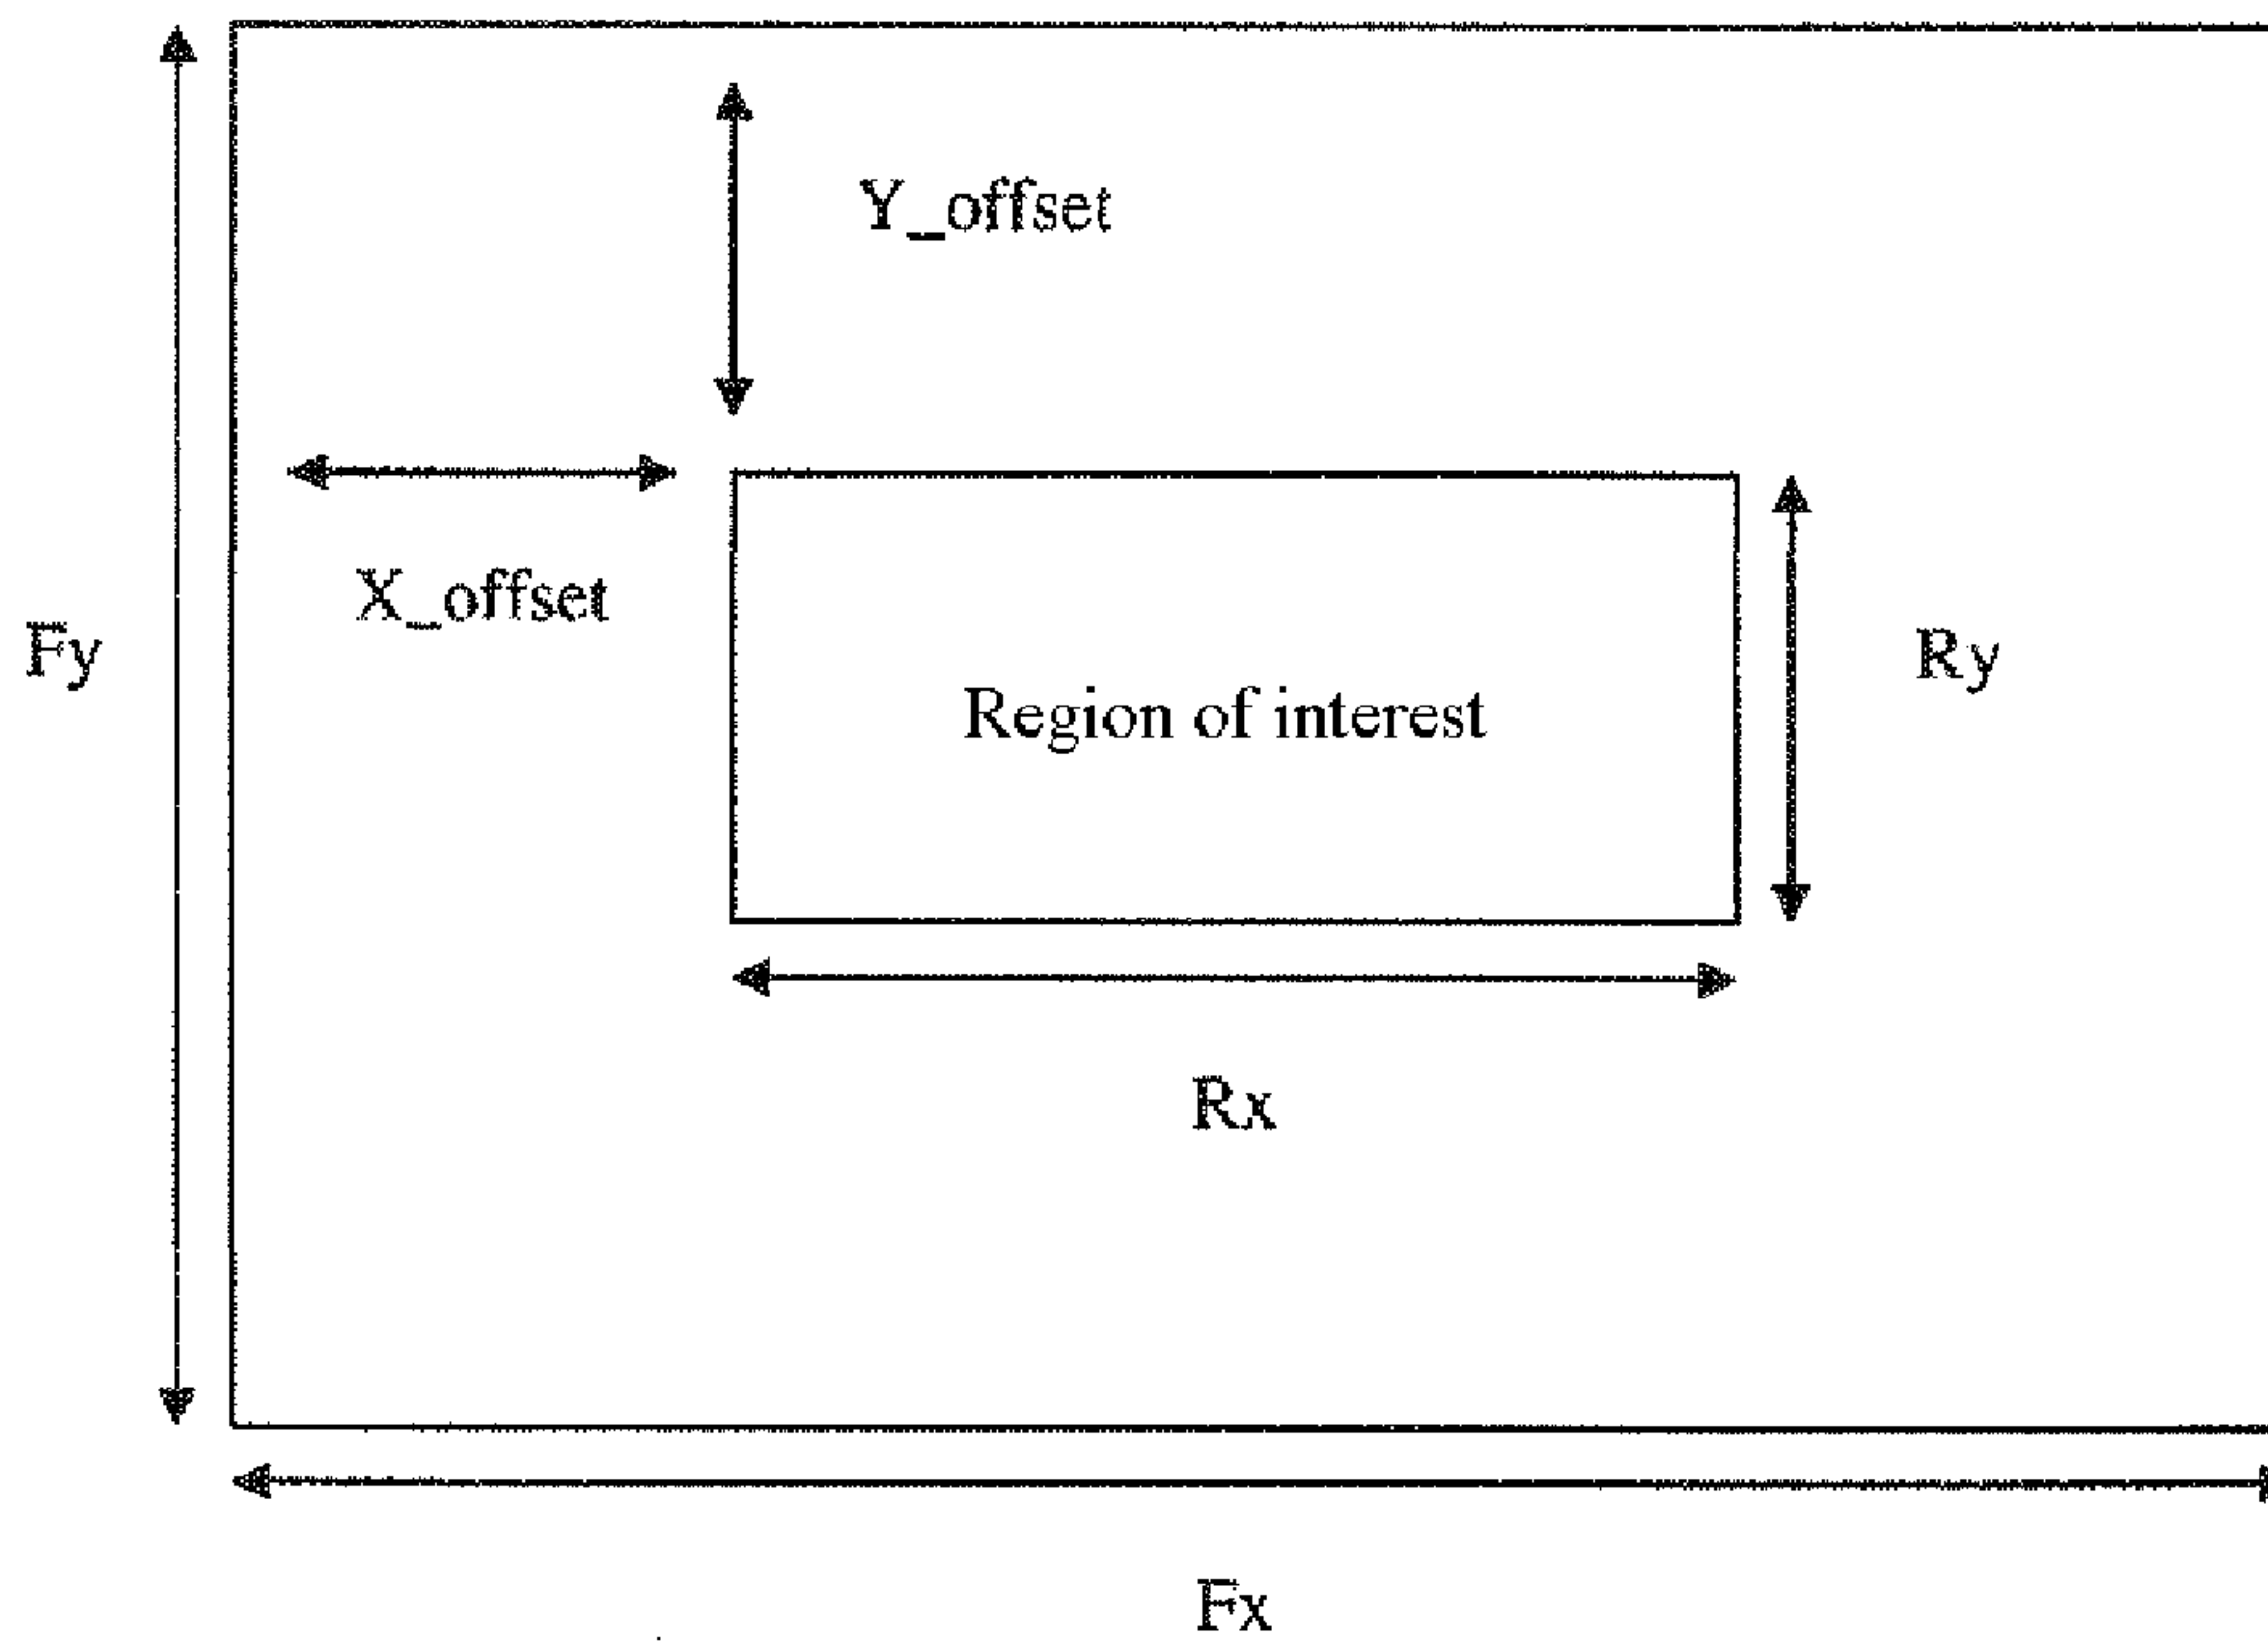 Y_offset
X_offset
Fy
Ry
Region of interest
Rx
Fx